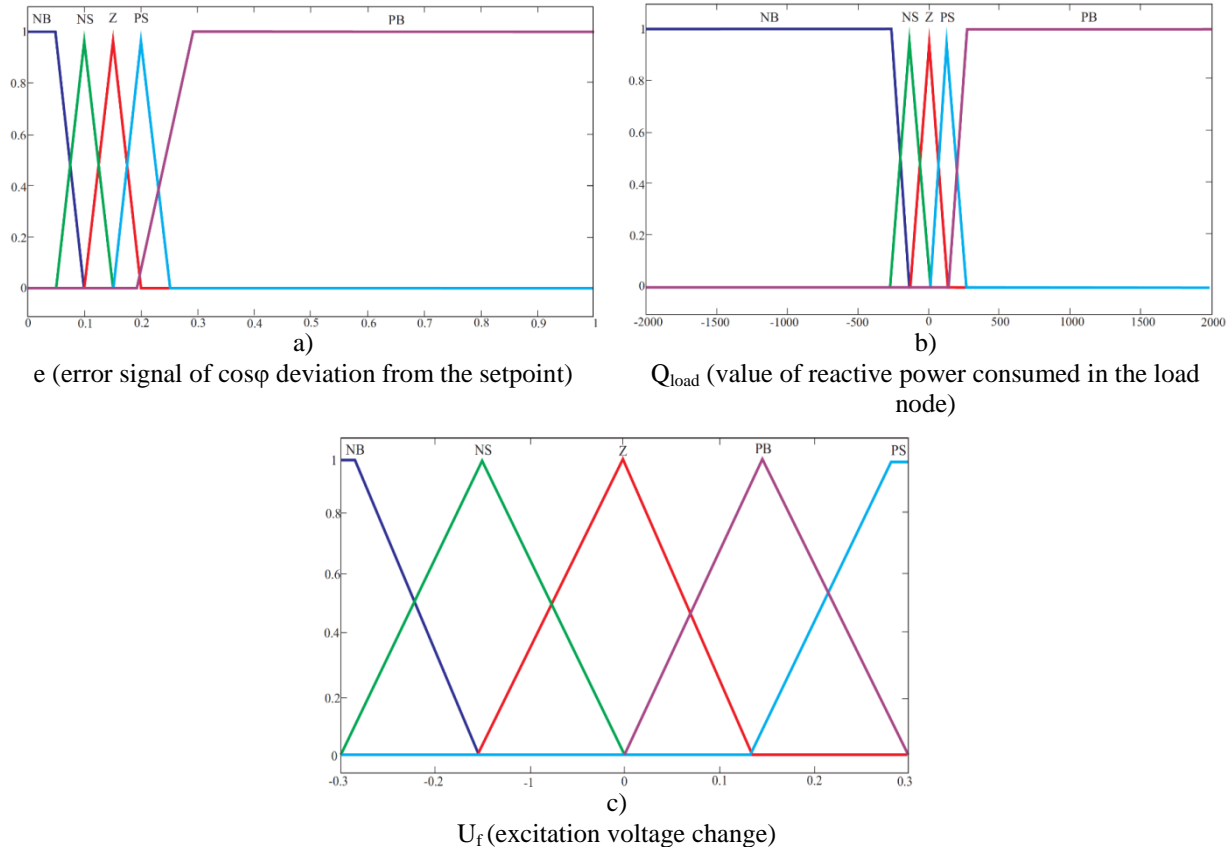 NB NS Z PS PB
1
0.8
0.6
0.4
0.2
0
0 0.1 0.2 0.3 0.4 0.5 0.6 0.7 0.8 0.9 1
a)
e (error signal of cosφ deviation from the setpoint)
NB NS Z PS PB
1
0.8
0.6
0.4
0.2
0
-2000 -1500 -1000 -500 0 500 1000 1500 2000
b)
Qload (value of reactive power consumed in the load
node)
NB NS Z PB PS
1
0.8
0.6
0.4
0.2
0
-0.3 -0.2 -1 0 0.1 0.2 0.3
c)
Uf (excitation voltage change)